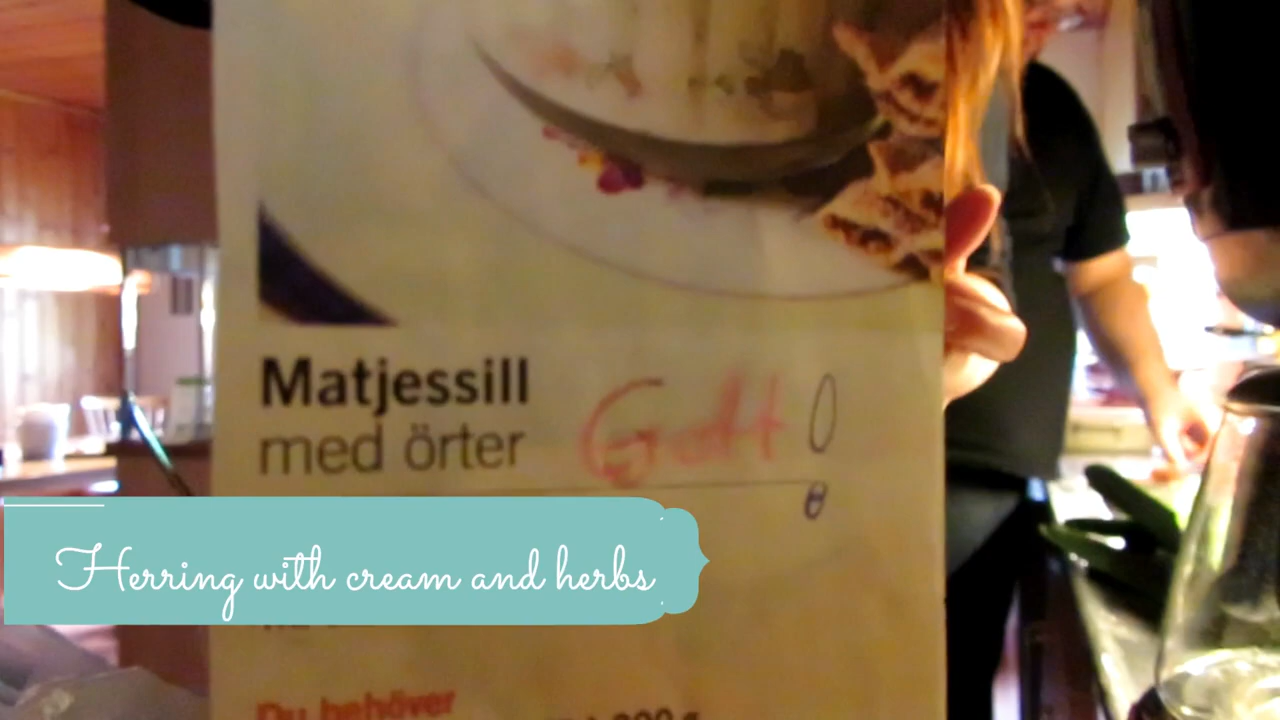 Matjessill
med örter
Gott
Herring with cream and herbs
Du behöver